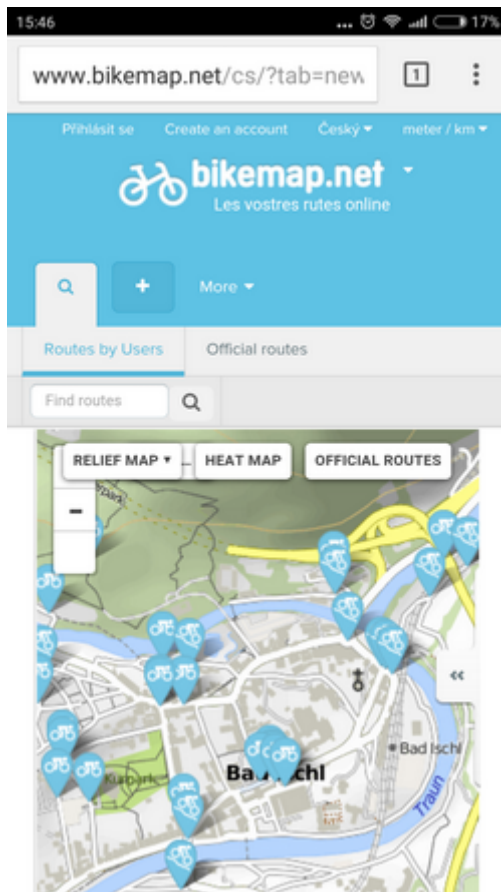 15:46 ... 17%
www.bikemap.net/cs/?tab=new
1
Přihlásit se Create an account Český meter / km
bikemap.net
Les vostres rutes online
+ More
Routes by Users Official routes
Find routes
RELIEF MAP ... HEAT MAP OFFICIAL ROUTES
Bad Ischl
Kurpark
Bad Ischl
Traun